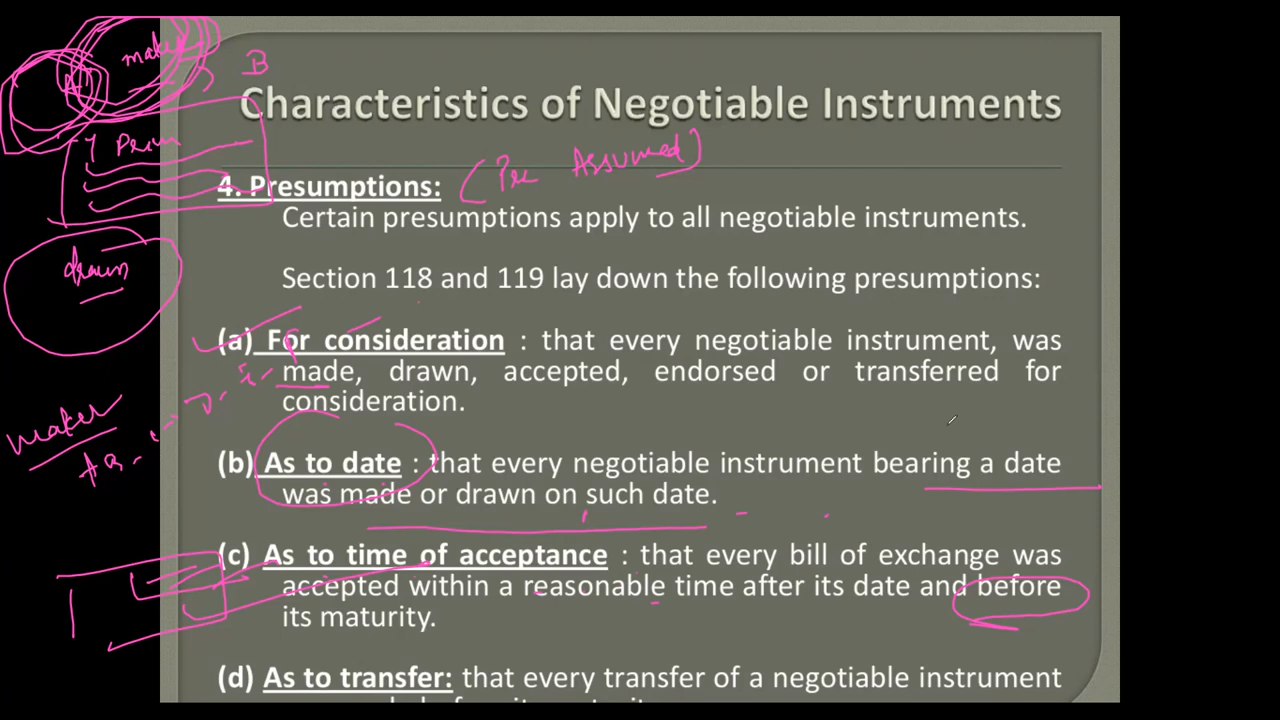 maker
B
Characteristics of Negotiable Instruments
(Pre Assumed)
4. Presumptions:
Certain presumptions apply to all negotiable instruments.
drawn
Section 118 and 119 lay down the following presumptions:
(a) For consideration : that every negotiable instrument, was
made, drawn, accepted, endorsed or transferred for
consideration.
maker
(b) As to date : that every negotiable instrument bearing a date
was made or drawn on such date.
(c) As to time of acceptance : that every bill of exchange was
accepted within a reasonable time after its date and before
its maturity.
(d) As to transfer: that every transfer of a negotiable instrument